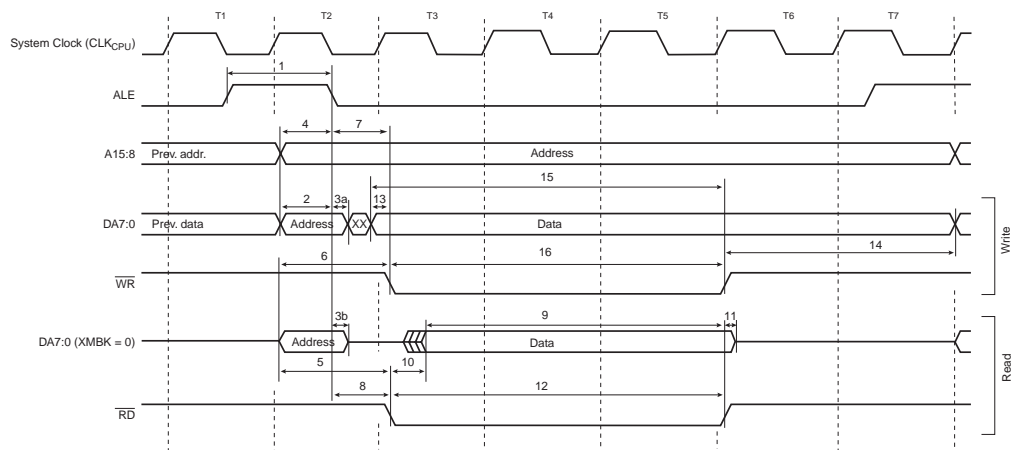 T1 T2 T3 T4 T5 T6 T7
System Clock (CLKCPU)
1
ALE
4 7
A15:8 Prev. addr. Address
15
2 3a 13
DA7:0 Prev. data Address XX Data
14
6 16
WR
Write
3b 9 11
DA7:0 (XMBK = 0) Address Data
5 10
8 12
RD
Read